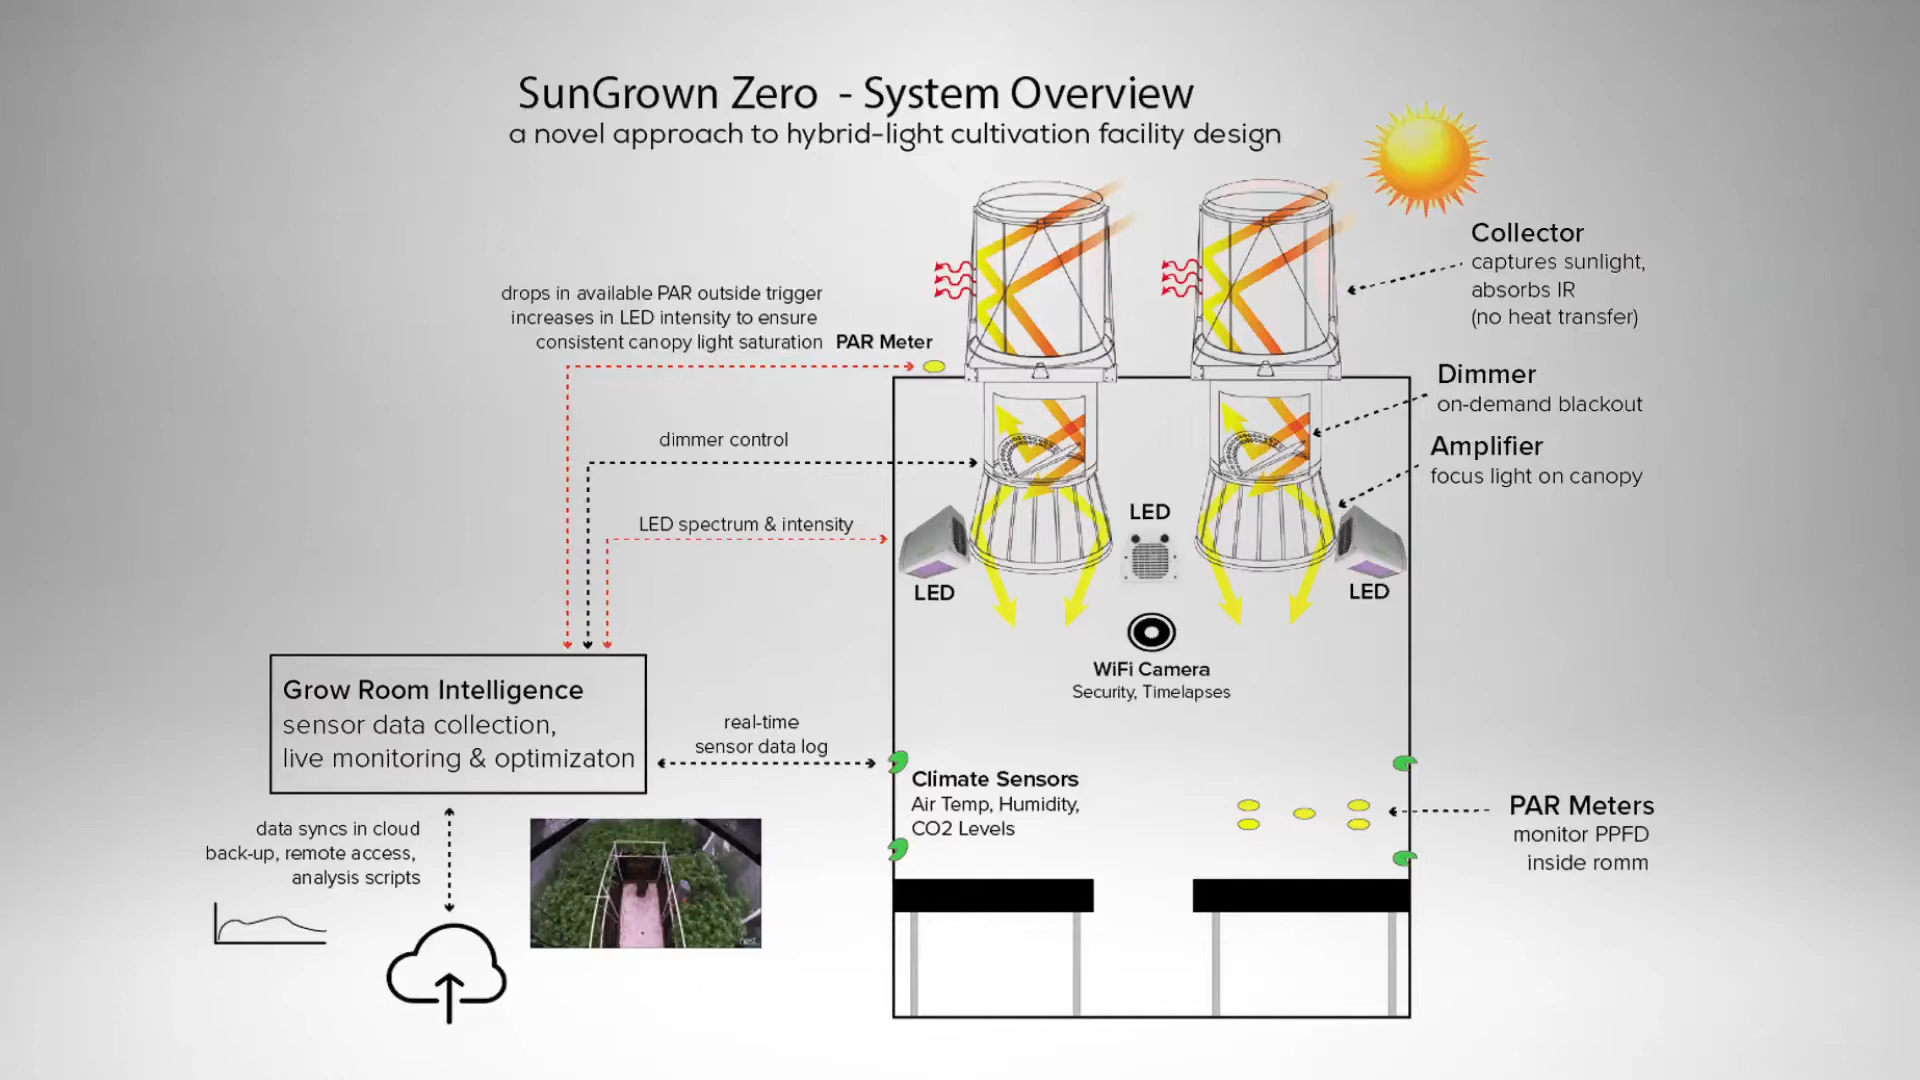 SunGrown Zero - System Overview
a novel approach to hybrid-light cultivation facility design
Collector
captures sunlight,
absorbs IR
(no heat transfer)
drops in available PAR outside trigger
increases in LED intensity to ensure
consistent canopy light saturation
PAR Meter
Dimmer
on-demand blackout
dimmer control
Amplifier
focus light on canopy
LED spectrum & intensity
LED
LED
LED
WiFi Camera
Security, Timelapses
Grow Room Intelligence
sensor data collection,
live monitoring & optimizaton
real-time
sensor data log
Climate Sensors
Air Temp, Humidity,
CO2 Levels
PAR Meters
monitor PPFD
inside romm
data syncs in cloud
back-up, remote access,
analysis scripts
nest